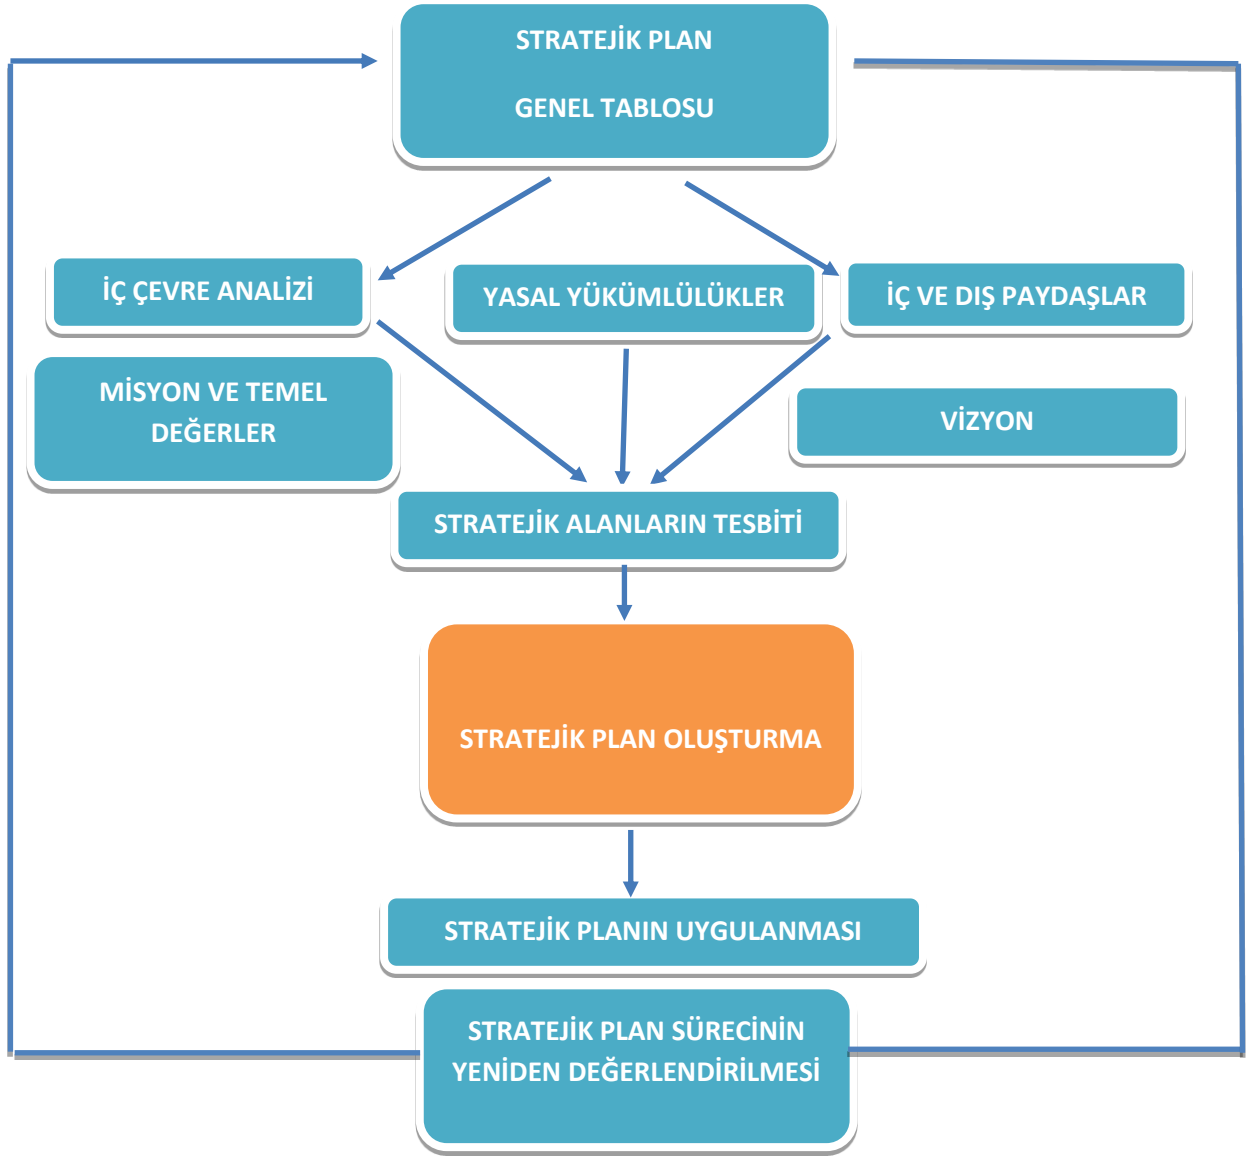 STRATEJİK PLAN
GENEL TABLOSU
İÇ ÇEVRE ANALİZİ
YASAL YÜKÜMLÜLÜKLER
İÇ VE DIŞ PAYDAŞLAR
MİSYON VE TEMEL
DEĞERLER
VİZYON
STRATEJİK ALANLARIN TESBİTİ
STRATEJİK PLAN OLUŞTURMA
STRATEJİK PLANIN UYGULANMASI
STRATEJİK PLAN SÜRECİNİN
YENİDEN DEĞERLENDİRİLMESİ